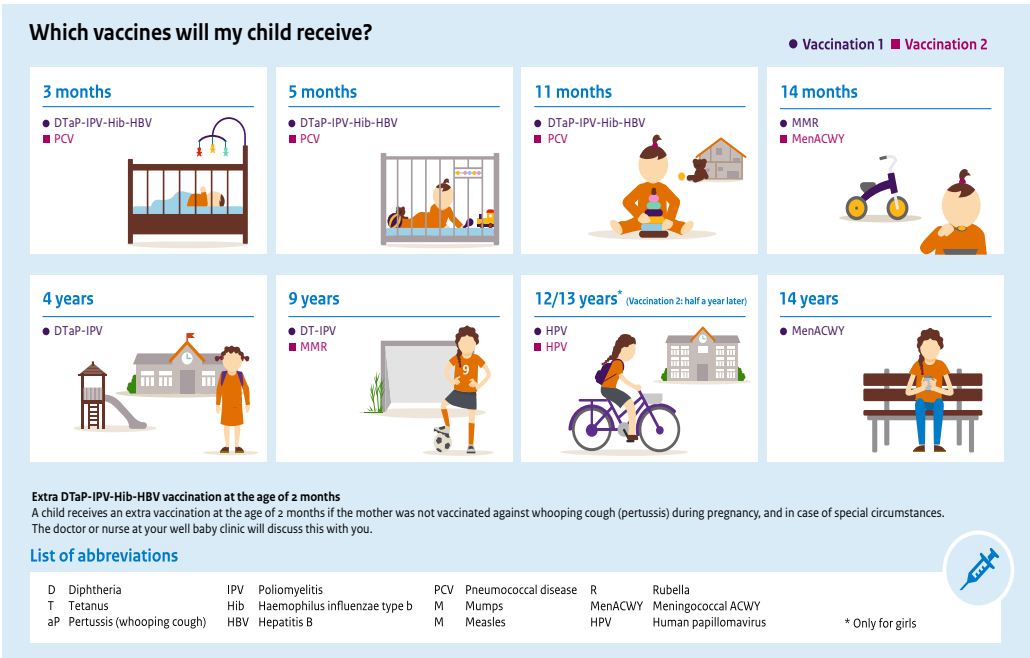 Which vaccines will my child receive?
● Vaccination 1 ■ Vaccination 2
3 months
● DTaP-IPV-Hib-HBV
■ PCV
5 months
● DTaP-IPV-Hib-HBV
■ PCV
11 months
● DTaP-IPV-Hib-HBV
■ PCV
14 months
● MMR
■ MenACWY
4 years
● DTaP-IPV
9 years
● DT-IPV
■ MMR
9
12/13 years* (Vaccination 2: half a year later)
● HPV
■ HPV
14 years
● MenACWY
Extra DTaP-IPV-Hib-HBV vaccination at the age of 2 months
A child receives an extra vaccination at the age of 2 months if the mother was not vaccinated against whooping cough (pertussis) during pregnancy, and in case of special circumstances.
The doctor or nurse at your well baby clinic will discuss this with you.
List of abbreviations
D Diphtheria IPV Poliomyelitis PCV Pneumococcal disease R Rubella
T Tetanus Hib Haemophilus influenzae type b M Mumps MenACWY Meningococcal ACWY
aP Pertussis (whooping cough) HBV Hepatitis B M Measles HPV Human papillomavirus * Only for girls